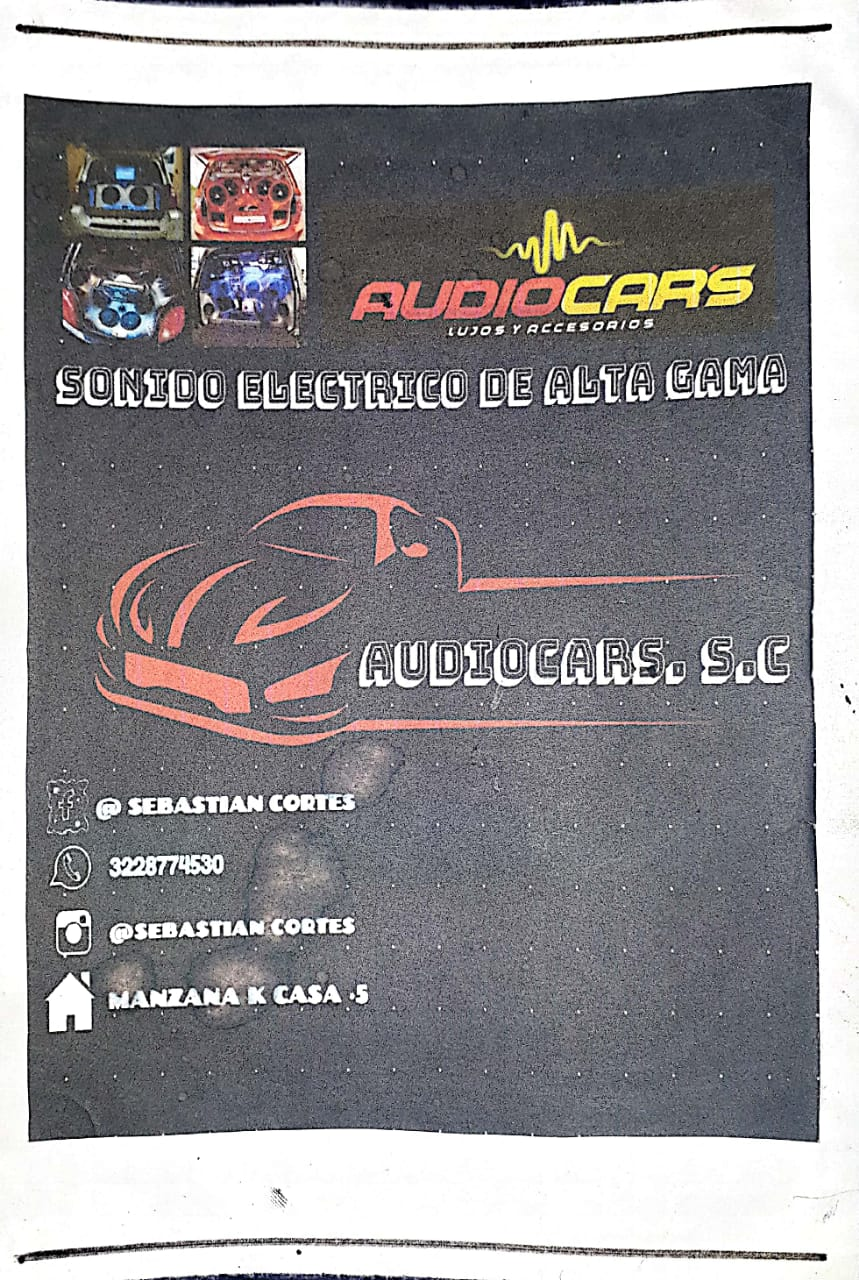 AUDIOCAR'S
LUJOS Y ACCESORIOS
SONIDO ELECTRICO DE ALTA GAMA
AUDIOCARS. S.C
@ SEBASTIAN CORTES
3228774530
@SEBASTIAN CORTES
MANZANA K CASA •5